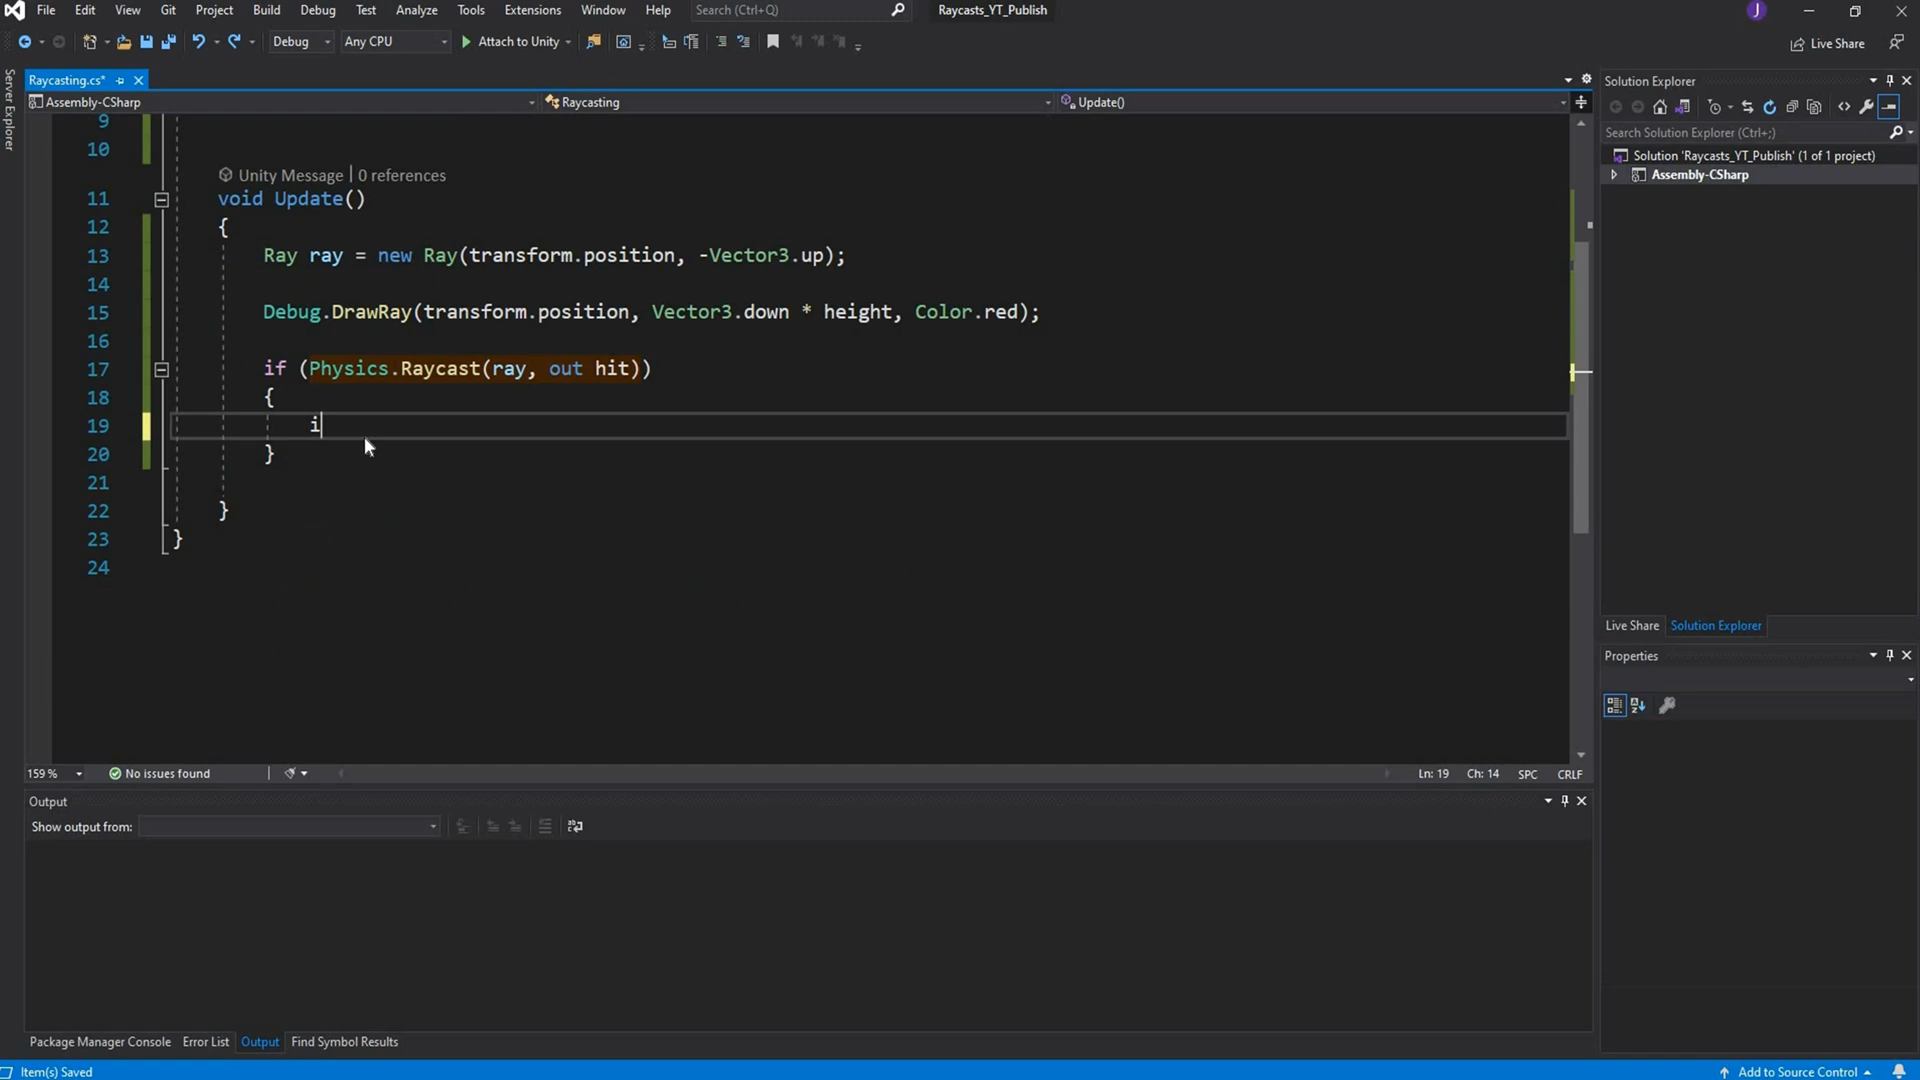 File Edit View Git Project Build Debug Test Analyze Tools Extensions Window Help Search (Ctrl+Q) Raycasts_YT_Publish J
Debug Any CPU Attach to Unity Live Share
Server Explorer
Raycasting.cs*
Assembly-CSharp Raycasting Update()
9
10
Unity Message | 0 references
11 void Update()
12 {
13 Ray ray = new Ray(transform.position, -Vector3.up);
14
15 Debug.DrawRay(transform.position, Vector3.down * height, Color.red);
16
17 if (Physics.Raycast(ray, out hit))
18 {
19 i
20 }
21
22 }
23 }
24
159 % No issues found Ln: 19 Ch: 14 SPC CRLF
Output
Show output from:
Package Manager Console Error List Output Find Symbol Results
Item(s) Saved Add to Source Control
Solution Explorer
Search Solution Explorer (Ctrl+;)
Solution 'Raycasts_YT_Publish' (1 of 1 project)
Assembly-CSharp
Live Share Solution Explorer
Properties